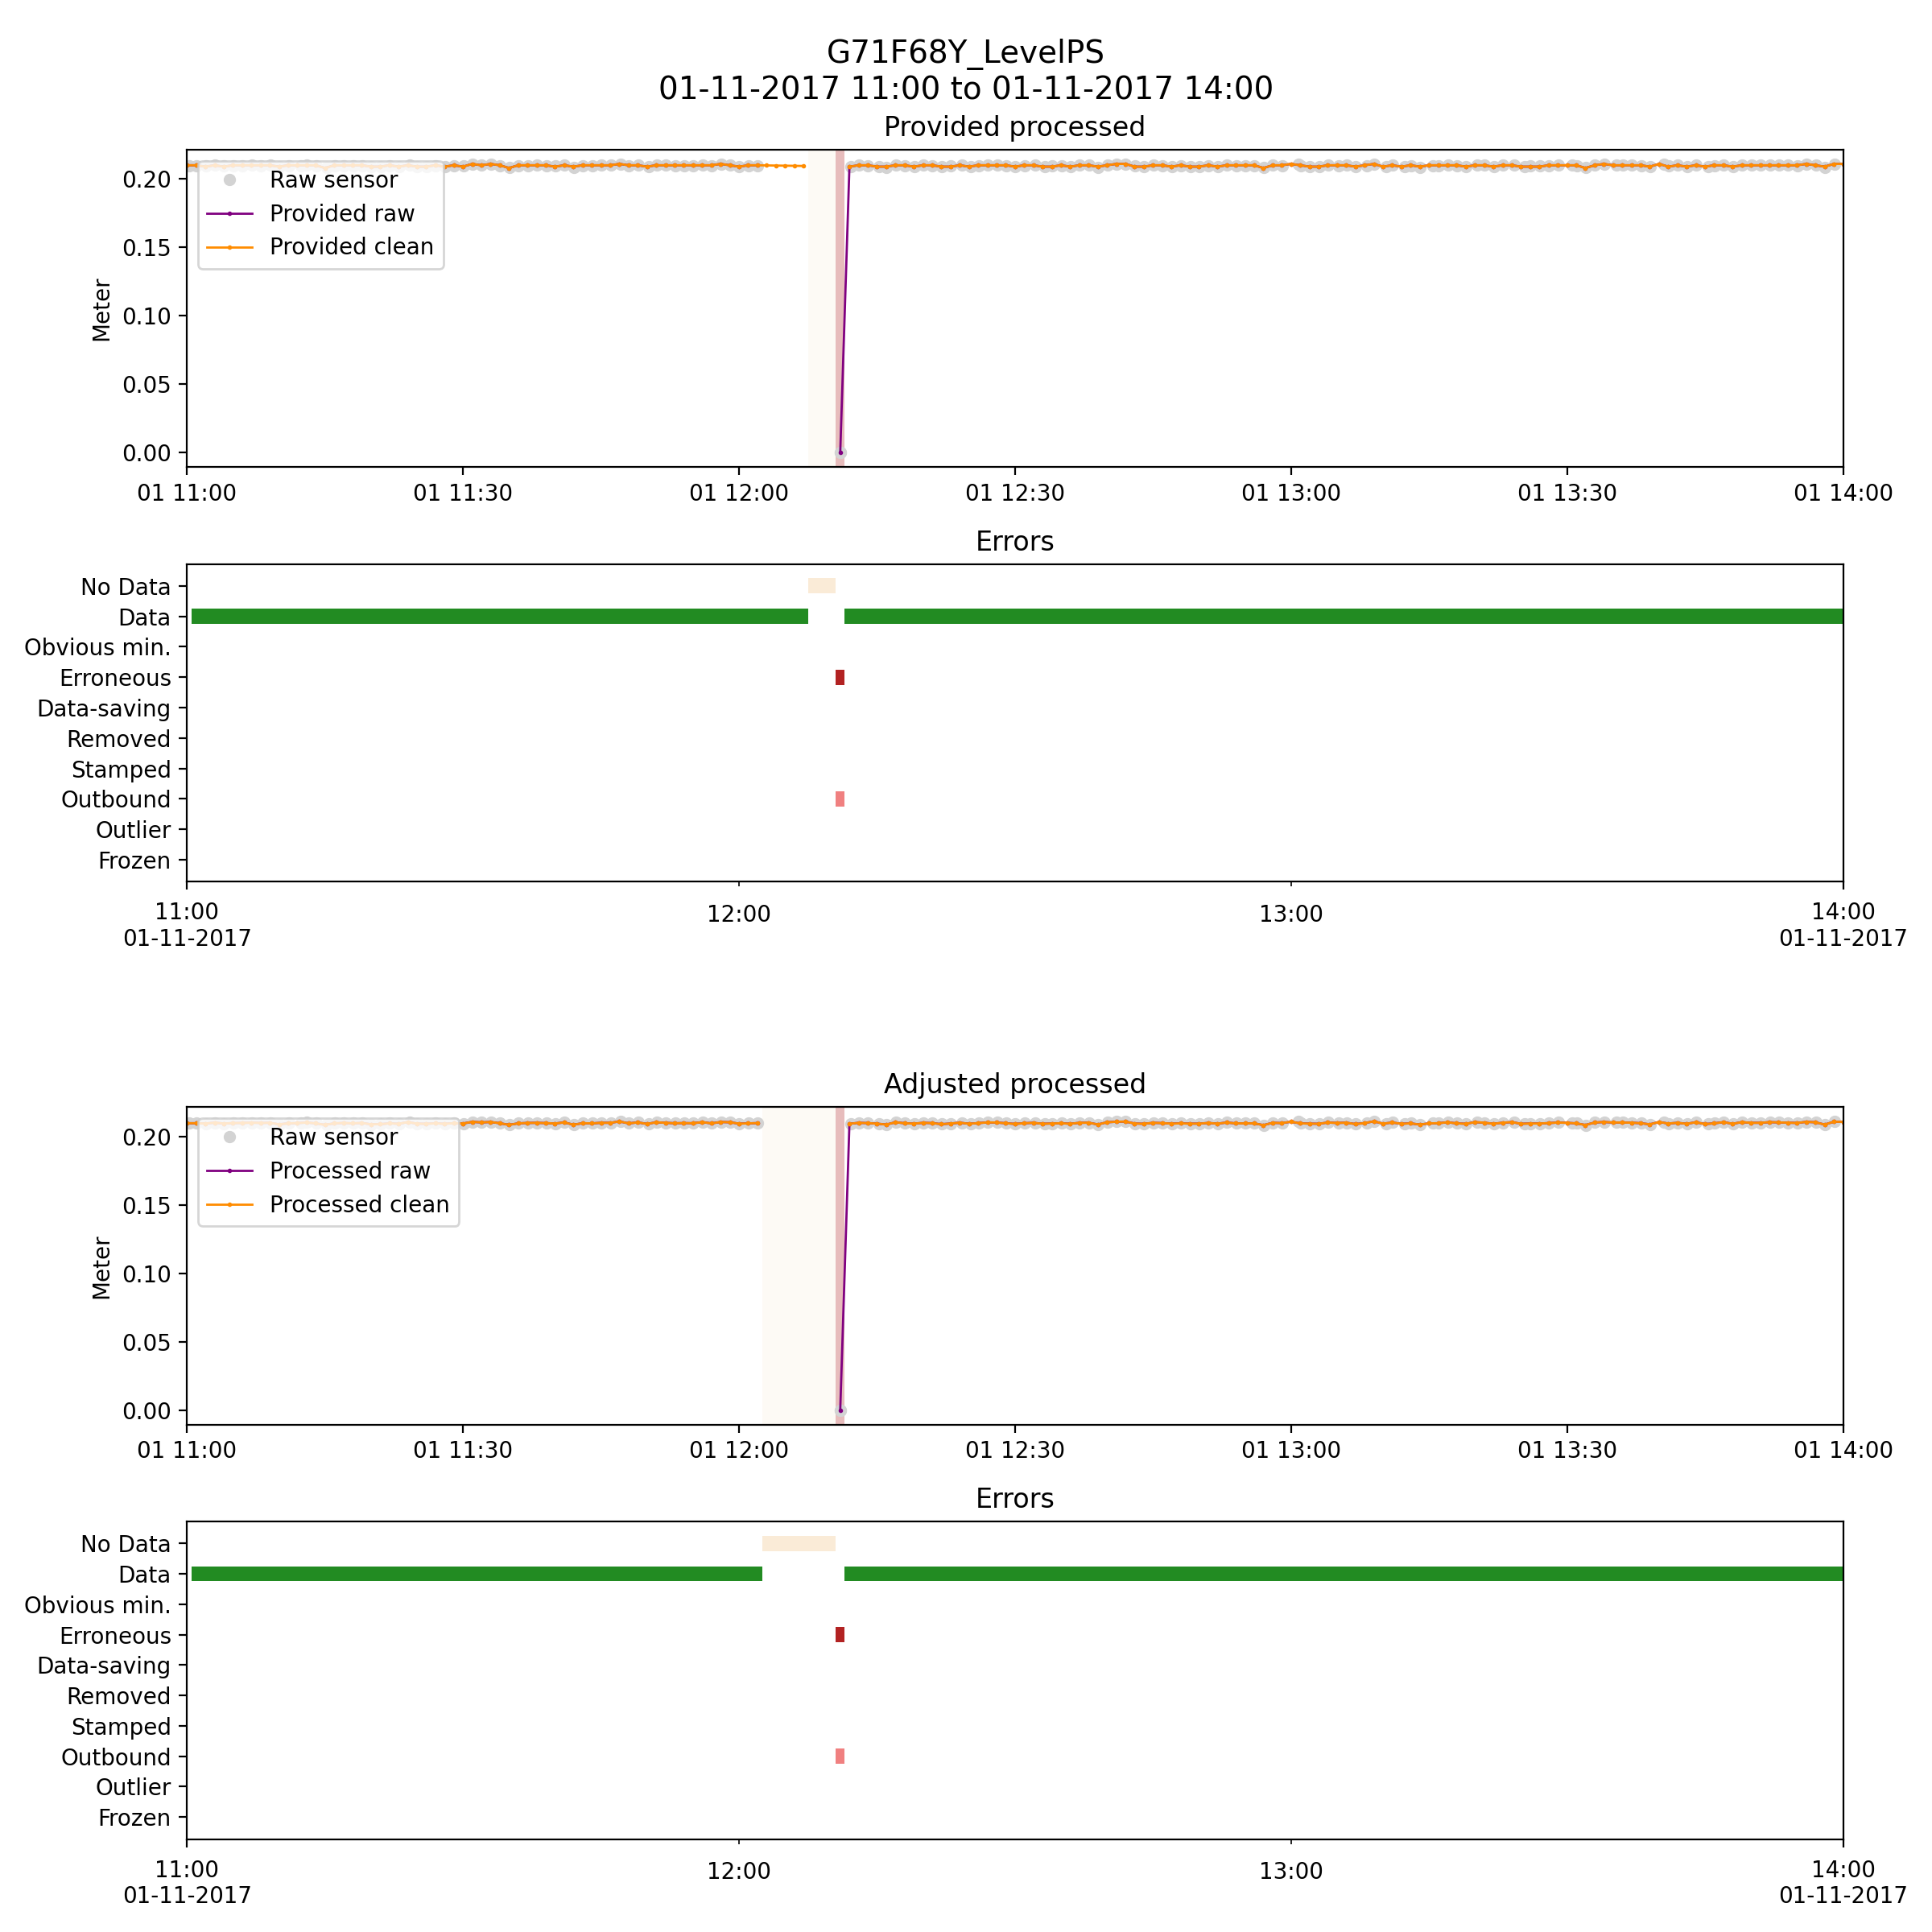 G71F68Y_LevelPS
01-11-2017 11:00 to 01-11-2017 14:00
Provided processed
Meter
0.20
0.15
0.10
0.05
0.00
Raw sensor
Provided raw
Provided clean
01 11:00 01 11:30 01 12:00 01 12:30 01 13:00 01 13:30 01 14:00
Errors
No Data
Data
Obvious min.
Erroneous
Data-saving
Removed
Stamped
Outbound
Outlier
Frozen
11:00 12:00 13:00 14:00
01-11-2017 01-11-2017
Adjusted processed
Meter
0.20
0.15
0.10
0.05
0.00
Raw sensor
Processed raw
Processed clean
01 11:00 01 11:30 01 12:00 01 12:30 01 13:00 01 13:30 01 14:00
Errors
No Data
Data
Obvious min.
Erroneous
Data-saving
Removed
Stamped
Outbound
Outlier
Frozen
11:00 12:00 13:00 14:00
01-11-2017 01-11-2017